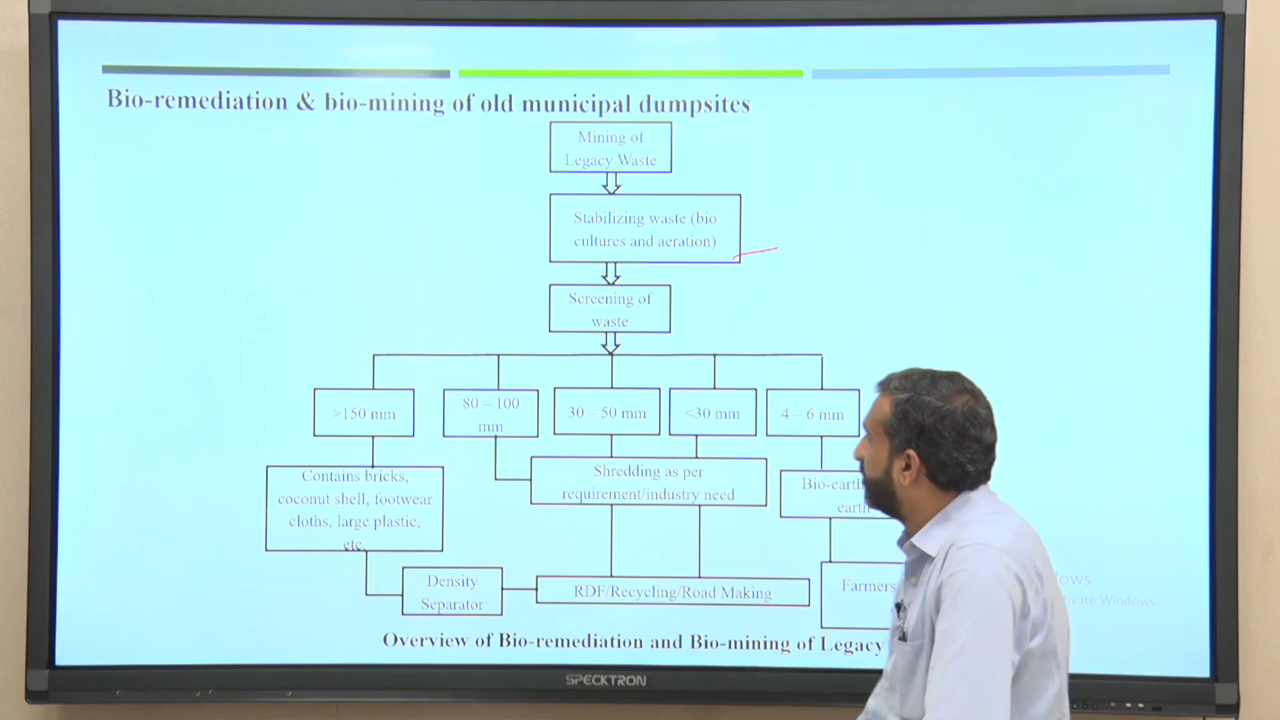 Bio-remediation & bio-mining of old municipal dumpsites
Mining of
Legacy Waste
Stabilizing waste (bio
cultures and aeration)
Screening of
waste
>150 mm
80 – 100
mm
30 – 50 mm
<30 mm
4 – 6 mm
Contains bricks,
coconut shell, footwear
cloths, large plastic,
etc.
Shredding as per
requirement/industry need
Bio-earth
earth
Density
Separator
RDF/Recycling/Road Making
Farmers
Overview of Bio-remediation and Bio-mining of Legacy
Windows.
SPECKTRON